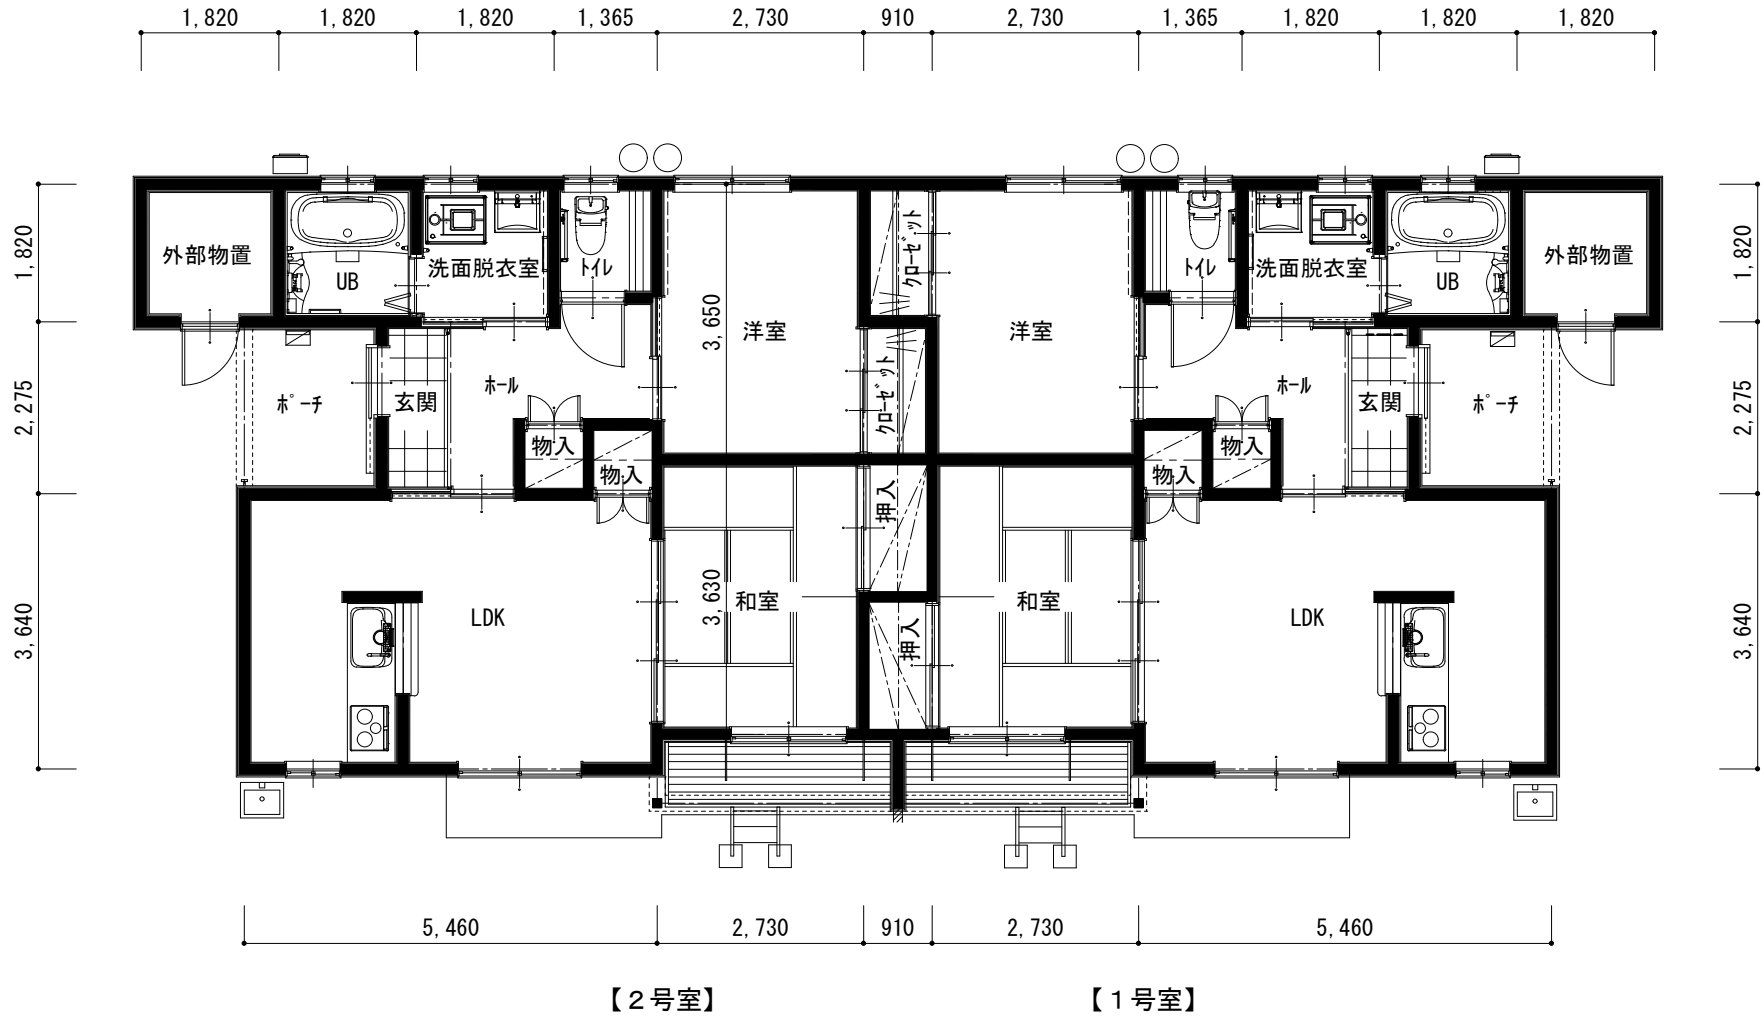 1,820 1,820 1,820 1,365 2,730 910 2,730 1,365 1,820 1,820 1,820
外部物置 UB 洗面脱衣室 トイレ クローゼット トイレ 洗面脱衣室 UB 外部物置
1,820 1,820
3,650
洋室 洋室
2,275 ポーチ 玄関 ホール クローゼット ホール 玄関 ポーチ 2,275
物入 物入
物入 物入
押入
3,640 LDK 3,630 和室 和室 LDK 3,640
押入
5,460 2,730 910 2,730 5,460
【2号室】 【1号室】